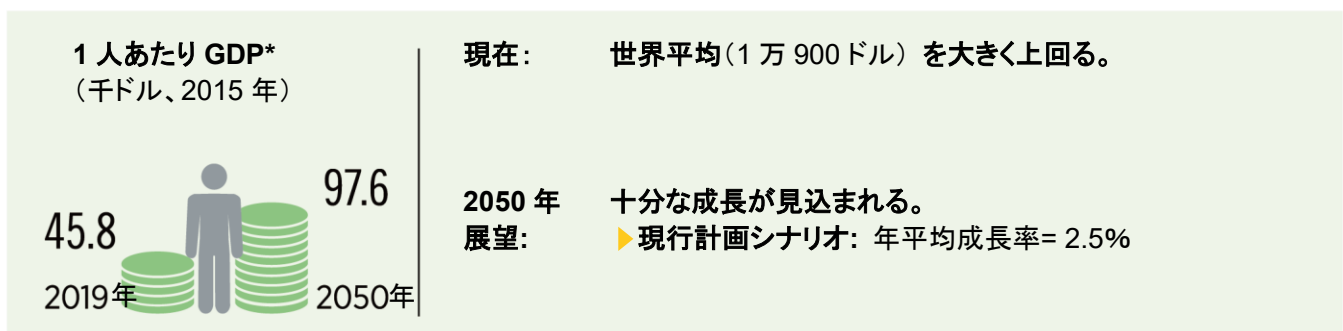 1 人あたり GDP*
（千ドル、2015 年）
45.8
2019年
97.6
2050年
現在： 世界平均（1 万 900ドル） を大きく上回る。
2050 年 十分な成長が見込まれる。
展望: ▶現行計画シナリオ: 年平均成長率= 2.5%